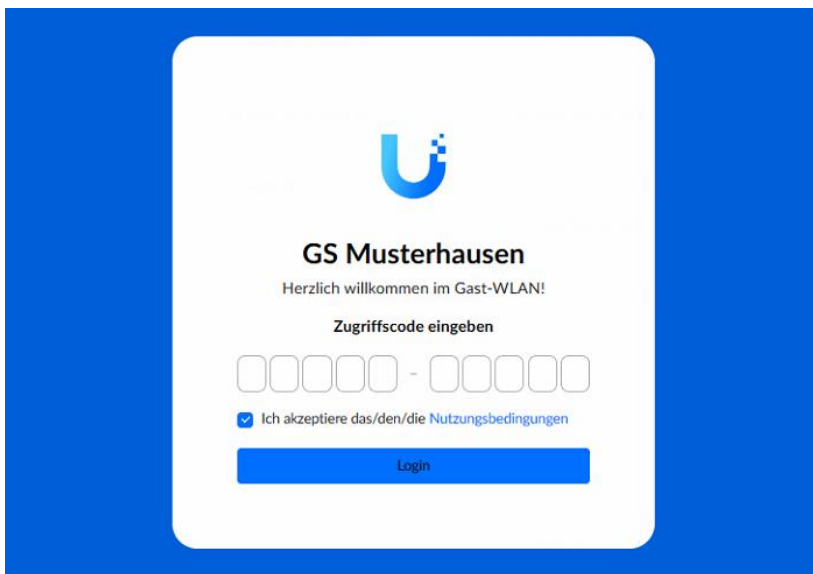 GS Musterhausen
Herzlich willkommen im Gast-WLAN!
Zugriffscode eingeben
-
Ich akzeptiere das/den/die Nutzungsbedingungen
Login